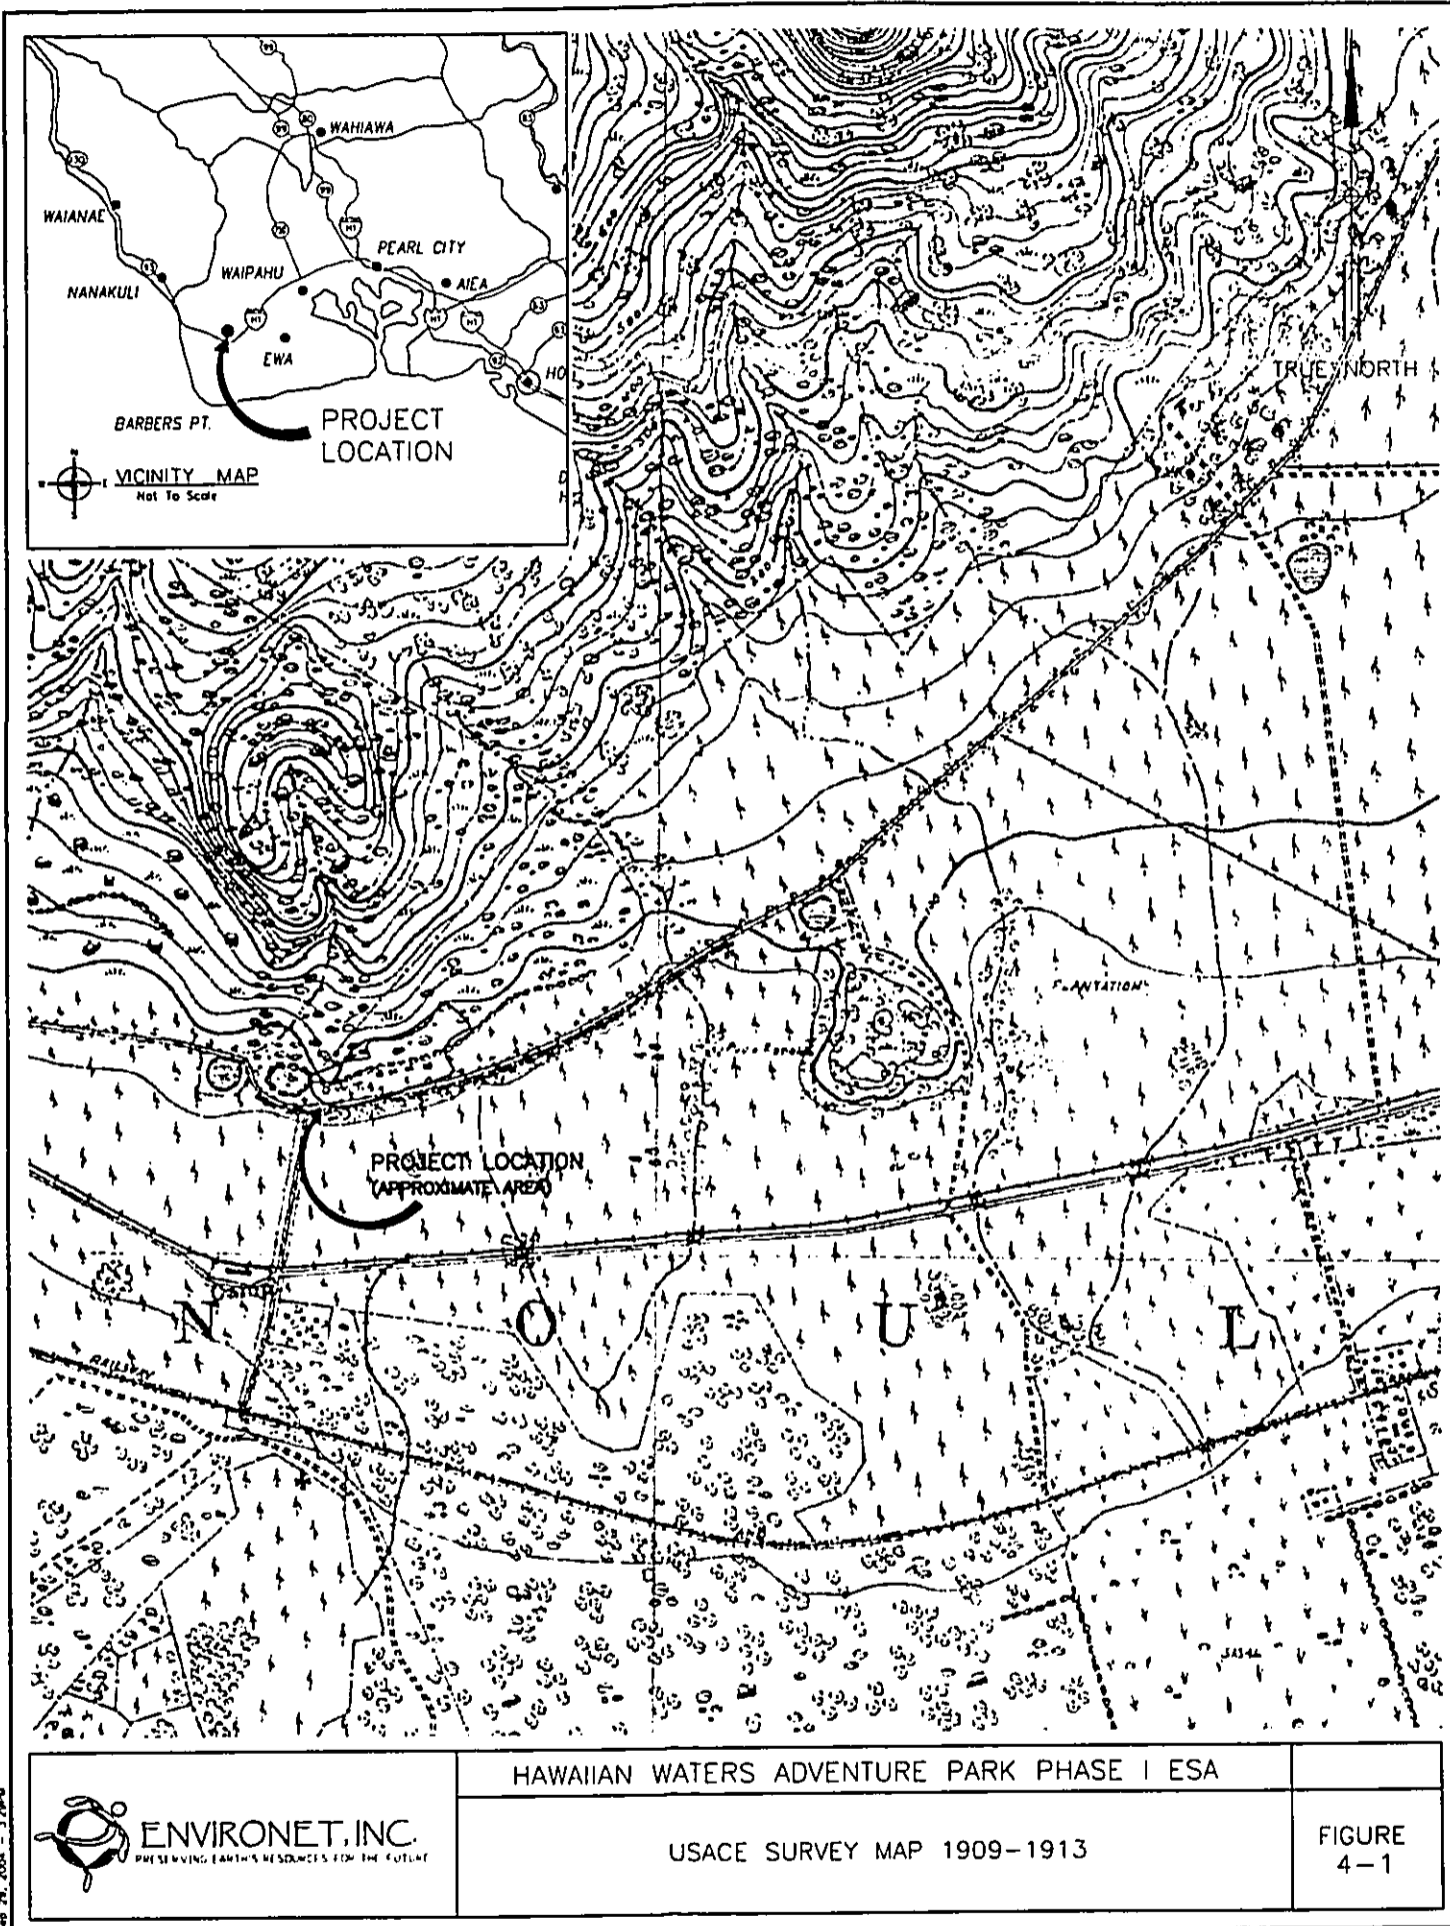 WAHIAWA
WAIANAE
PEARL CITY
WAIPAHU
AIEA
NANAKULI
EWA
HO
BARBERS PT.
PROJECT
LOCATION
VICINITY MAP
Not To Scale
TRUE NORTH
PLANTATION
PROJECT LOCATION
(APPROXIMATE AREA)
N O U L
RAILWAY
ENVIRONET, INC.
PRESERVING EARTH'S RESOURCES FOR THE FUTURE
HAWAIIAN WATERS ADVENTURE PARK PHASE I ESA
USACE SURVEY MAP 1909-1913
FIGURE
4-1